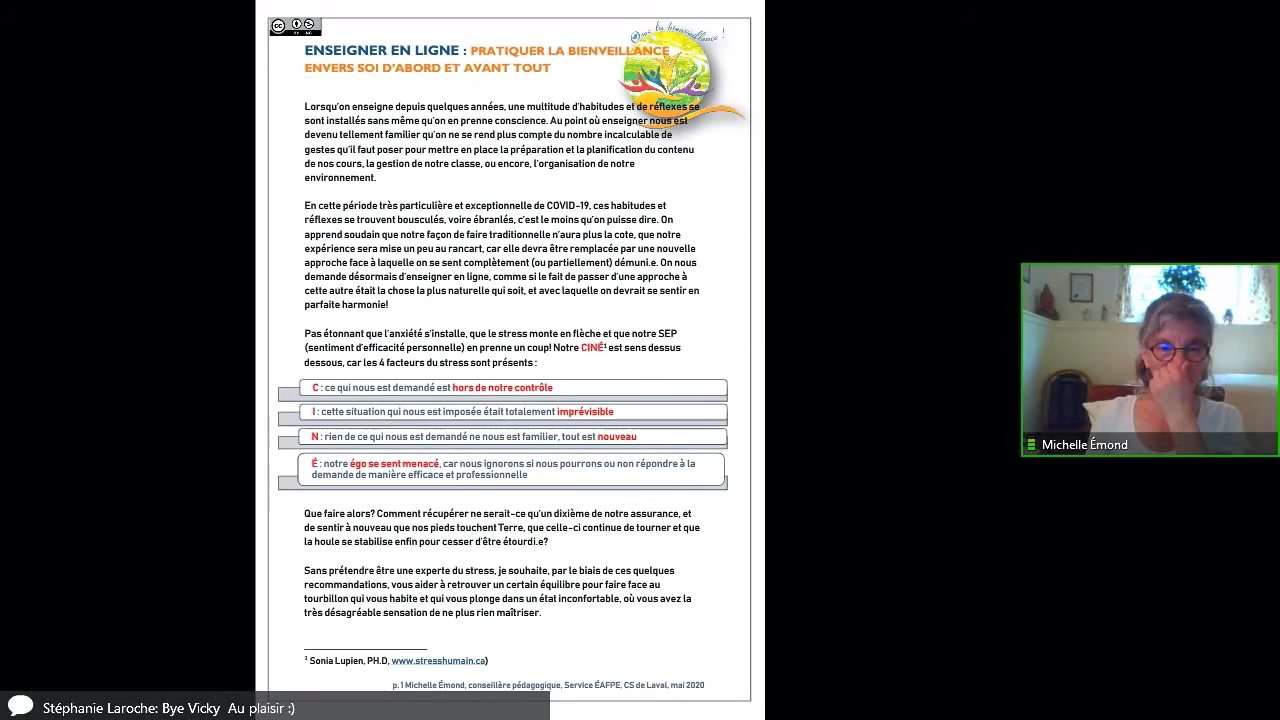 cc BY NC
Osez la bienveillance !
ENSEIGNER EN LIGNE : PRATIQUER LA BIENVEILLANCE
ENVERS SOI D'ABORD ET AVANT TOUT
Lorsqu'on enseigne depuis quelques années, une multitude d'habitudes et de réflexes se
sont installés sans même qu'on en prenne conscience. Au point où enseigner nous est
devenu tellement familier qu'on ne se rend plus compte du nombre incalculable de
gestes qu'il faut poser pour mettre en place la préparation et la planification du contenu
de nos cours, la gestion de notre classe, ou encore, l'organisation de notre
environnement.
En cette période très particulière et exceptionnelle de COVID-19, ces habitudes et
réflexes se trouvent bousculés, voire ébranlés, c'est le moins qu'on puisse dire. On
apprend soudain que notre façon de faire traditionnelle n'aura plus la cote, que notre
expérience sera mise un peu au rancart, car elle devra être remplacée par une nouvelle
approche face à laquelle on se sent complètement (ou partiellement) démuni.e. On nous
demande désormais d'enseigner en ligne, comme si le fait de passer d'une approche à
cette autre était la chose la plus naturelle qui soit, et avec laquelle on devrait se sentir en
parfaite harmonie!
Pas étonnant que l'anxiété s'installe, que le stress monte en flèche et que notre SEP
(sentiment d'efficacité personnelle) en prenne un coup! Notre CINÉ¹ est sens dessus
dessous, car les 4 facteurs du stress sont présents :
C : ce qui nous est demandé est hors de notre contrôle
I : cette situation qui nous est imposée était totalement imprévisible
N : rien de ce qui nous est demandé ne nous est familier, tout est nouveau
É : notre égo se sent menacé, car nous ignorons si nous pourrons ou non répondre à la
demande de manière efficace et professionnelle
Que faire alors? Comment récupérer ne serait-ce qu'un dixième de notre assurance, et
de sentir à nouveau que nos pieds touchent Terre, que celle-ci continue de tourner et que
la houle se stabilise enfin pour cesser d'être étourdi.e?
Sans prétendre être une experte du stress, je souhaite, par le biais de ces quelques
recommandations, vous aider à retrouver un certain équilibre pour faire face au
tourbillon qui vous habite et qui vous plonge dans un état inconfortable, où vous avez la
très désagréable sensation de ne plus rien maîtriser.
¹ Sonia Lupien, PH.D, www.stresshumain.ca)
p. 1 Michelle Émond, conseillère pédagogique, Service ÉAFPE, CS de Laval, mai 2020
Michelle Émond
Stéphanie Laroche: Bye Vicky Au plaisir :)